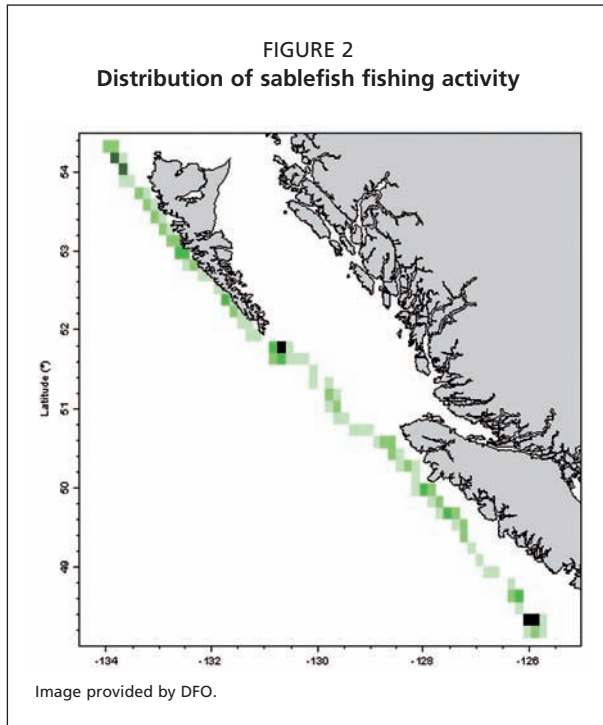 FIGURE 2
Distribution of sablefish fishing activity
54
53
52
51
50
49
Latitude (°)
-134 -132 -130 -128 -126
Image provided by DFO.